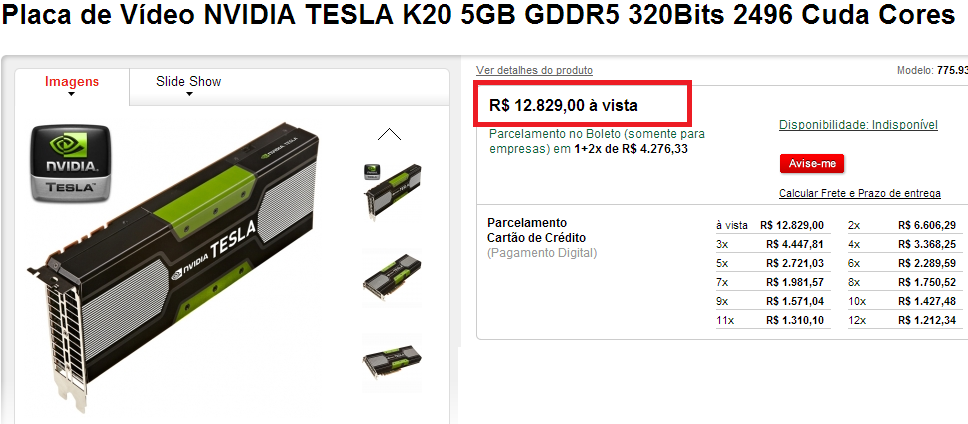 Placa de Vídeo NVIDIA TESLA K20 5GB GDDR5 320Bits 2496 Cuda Cores
Imagens
Slide Show
NVIDIA
TESLA™
NVIDIA TESLA
Ver detalhes do produto
Modelo: 775.93
R$ 12.829,00 à vista
Parcelamento no Boleto (somente para
empresas) em 1+2x de R$ 4.276,33
Disponibilidade: Indisponível
Avise-me
Calcular Frete e Prazo de entrega
Parcelamento
Cartão de Crédito
(Pagamento Digital)
à vista R$ 12.829,00 2x R$ 6.606,29
3x R$ 4.447,81 4x R$ 3.368,25
5x R$ 2.721,03 6x R$ 2.289,59
7x R$ 1.981,57 8x R$ 1.750,52
9x R$ 1.571,04 10x R$ 1.427,48
11x R$ 1.310,10 12x R$ 1.212,34